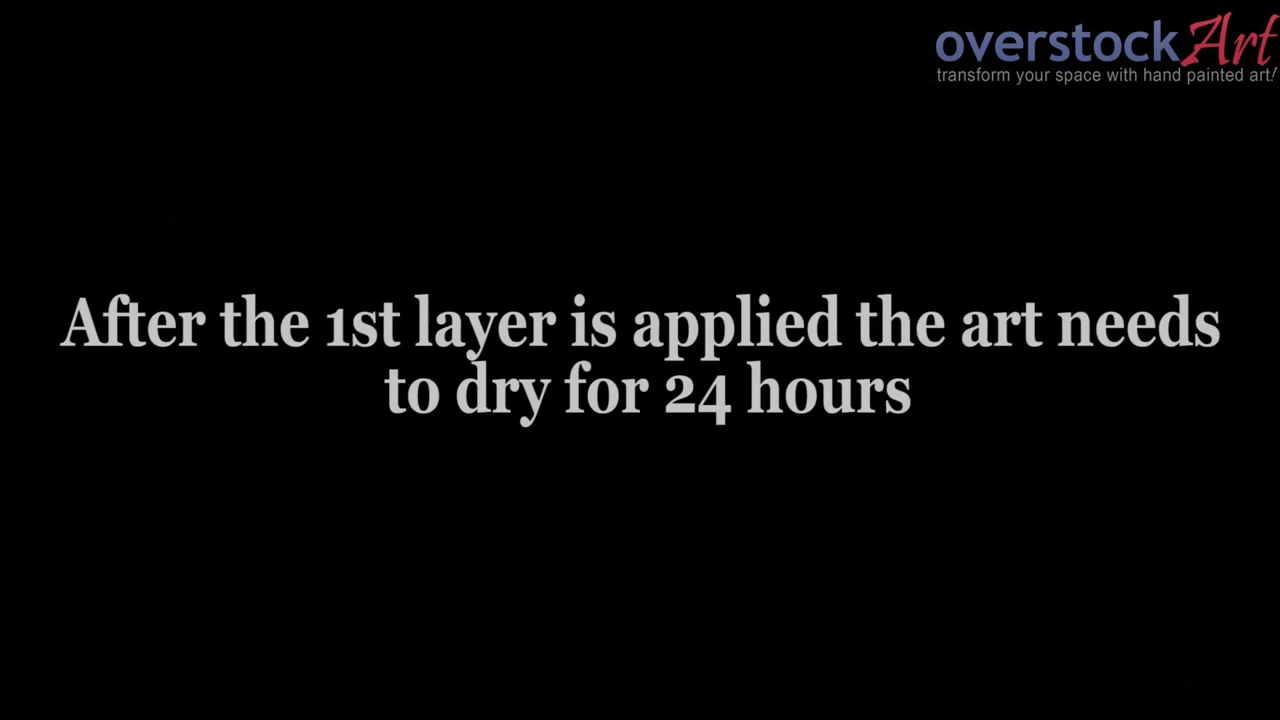 overstockArt
transform your space with hand painted art!
After the 1st layer is applied the art needs
to dry for 24 hours